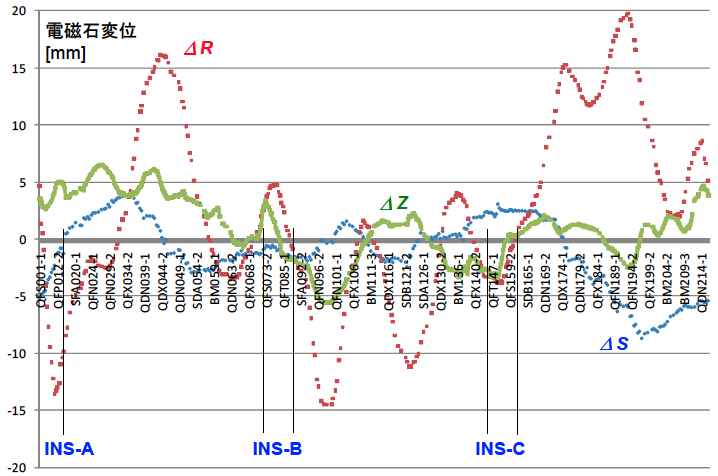 20
15
10
5
0
-5
-10
-15
-20
電磁石変位
[mm]
ΔR
ΔZ
ΔS
QFS001-1
QFF012-2
SFA020-1
QFN024-1
QFN029-2
QFX034-2
QDN039-1
QDX044-2
QDN049-1
SFA054-2
BM059-1
QDN063-2
QFX068-1
QFS073-2
QFT085-1
SFA092-2
QFN096-2
QFN101-1
QFX106-1
BM111-3
QDX116-1
SDB121-2
SDA126-1
QDX130-2
BM136-1
QFX140-2
QFT147-1
QFS159-2
SDB165-1
QDN169-2
QDX174-1
QDN179-2
QFX184-1
QFN189-1
QFN194-2
QFX199-2
BM204-2
BM209-3
QDN214-1
INS-A
INS-B
INS-C